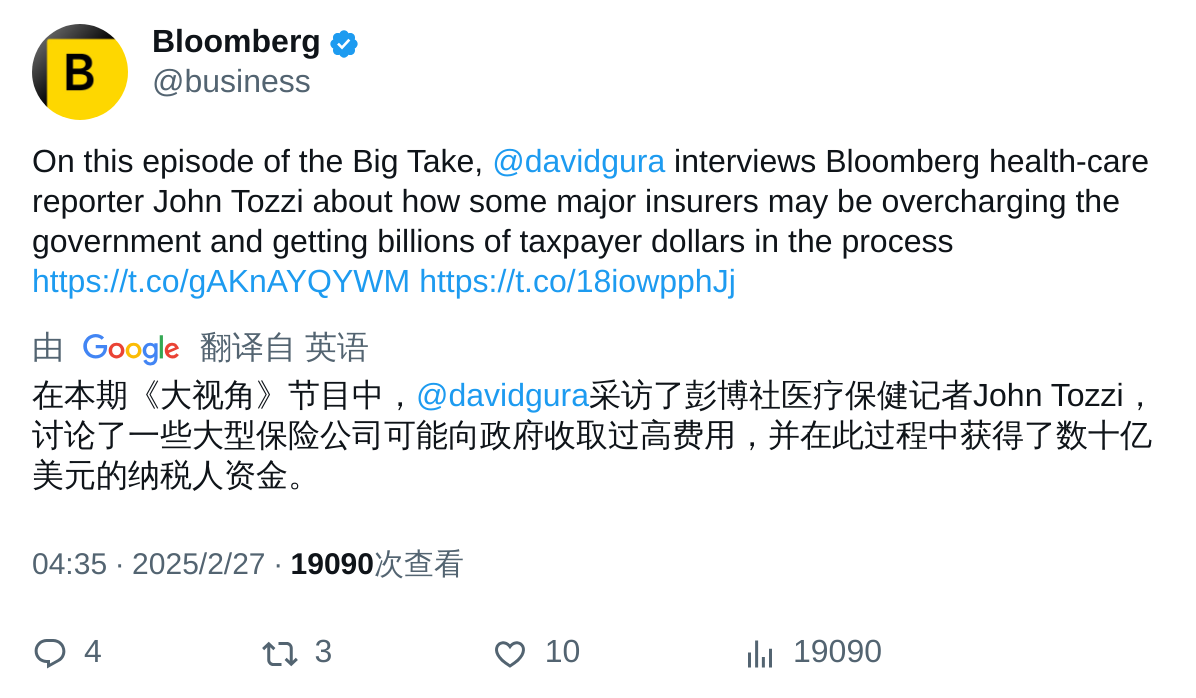 B
Bloomberg
@business
On this episode of the Big Take, @davidgura interviews Bloomberg health-care
reporter John Tozzi about how some major insurers may be overcharging the
government and getting billions of taxpayer dollars in the process
https://t.co/gAKnAYQYWM https://t.co/18iowpphJj
由 Google 翻译自 英语
在本期《大视角》节目中，@davidgura采访了彭博社医疗保健记者John Tozzi，
讨论了一些大型保险公司可能向政府收取过高费用，并在此过程中获得了数十亿
美元的纳税人资金。
04:35 · 2025/2/27 · 19090次查看
4 3 10 19090